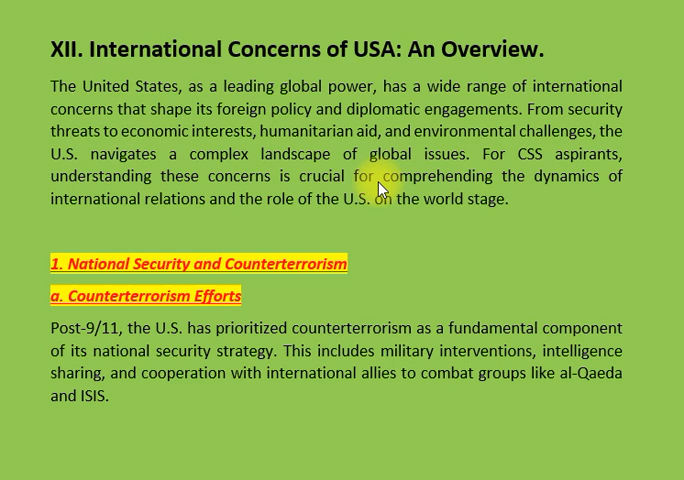 XII. International Concerns of USA: An Overview.
The United States, as a leading global power, has a wide range of international
concerns that shape its foreign policy and diplomatic engagements. From security
threats to economic interests, humanitarian aid, and environmental challenges, the
U.S. navigates a complex landscape of global issues. For CSS aspirants,
understanding these concerns is crucial for comprehending the dynamics of
international relations and the role of the U.S. on the world stage.
1. National Security and Counterterrorism
a. Counterterrorism Efforts
Post-9/11, the U.S. has prioritized counterterrorism as a fundamental component
of its national security strategy. This includes military interventions, intelligence
sharing, and cooperation with international allies to combat groups like al-Qaeda
and ISIS.